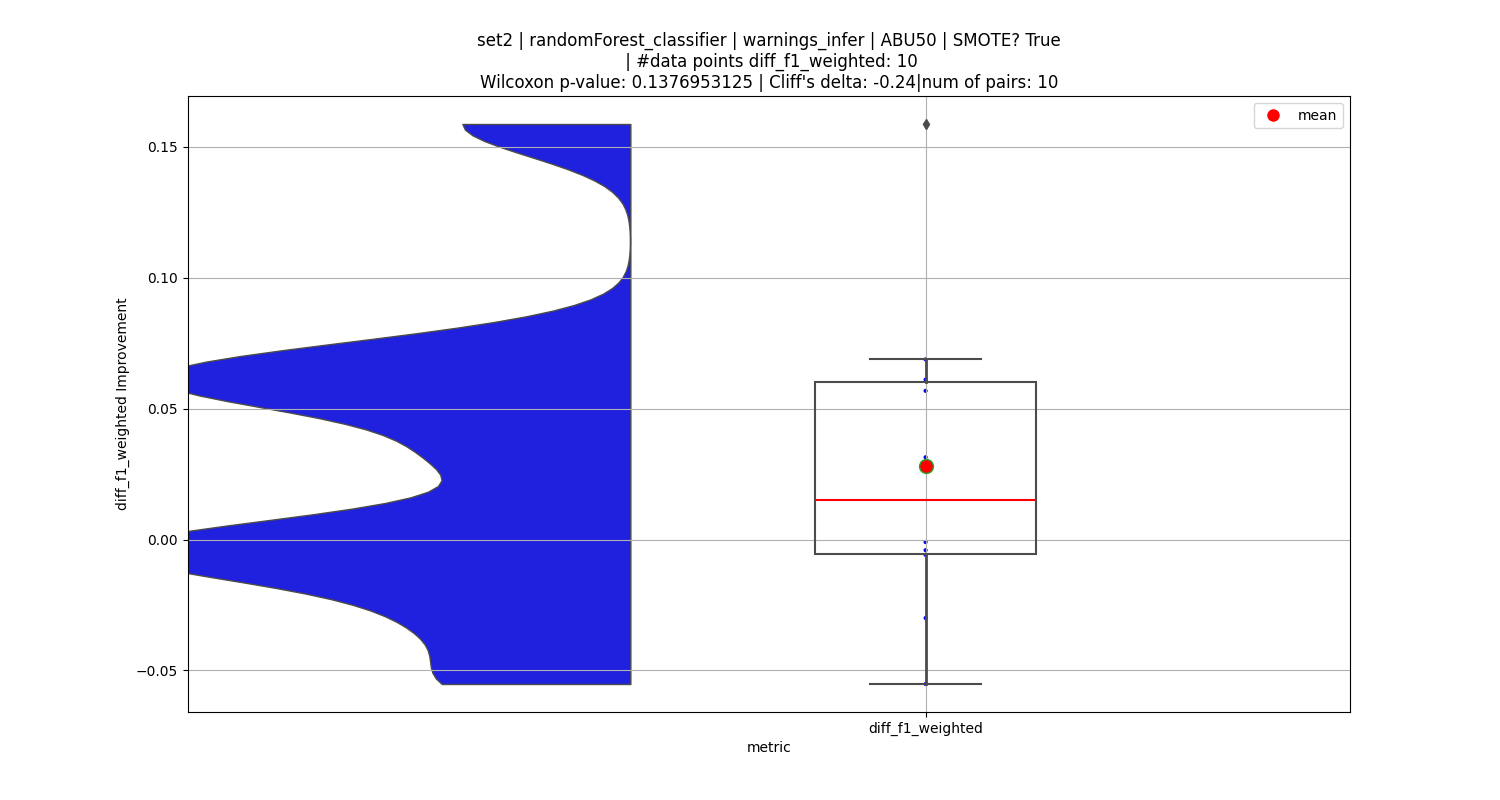 set2 | randomForest_classifier | warnings_infer | ABU50 | SMOTE? True
| #data points diff_f1_weighted: 10
Wilcoxon p-value: 0.1376953125 | Cliff's delta: -0.24|num of pairs: 10
mean
0.15
0.10
0.05
0.00
−0.05
diff_f1_weighted Improvement
diff_f1_weighted
metric